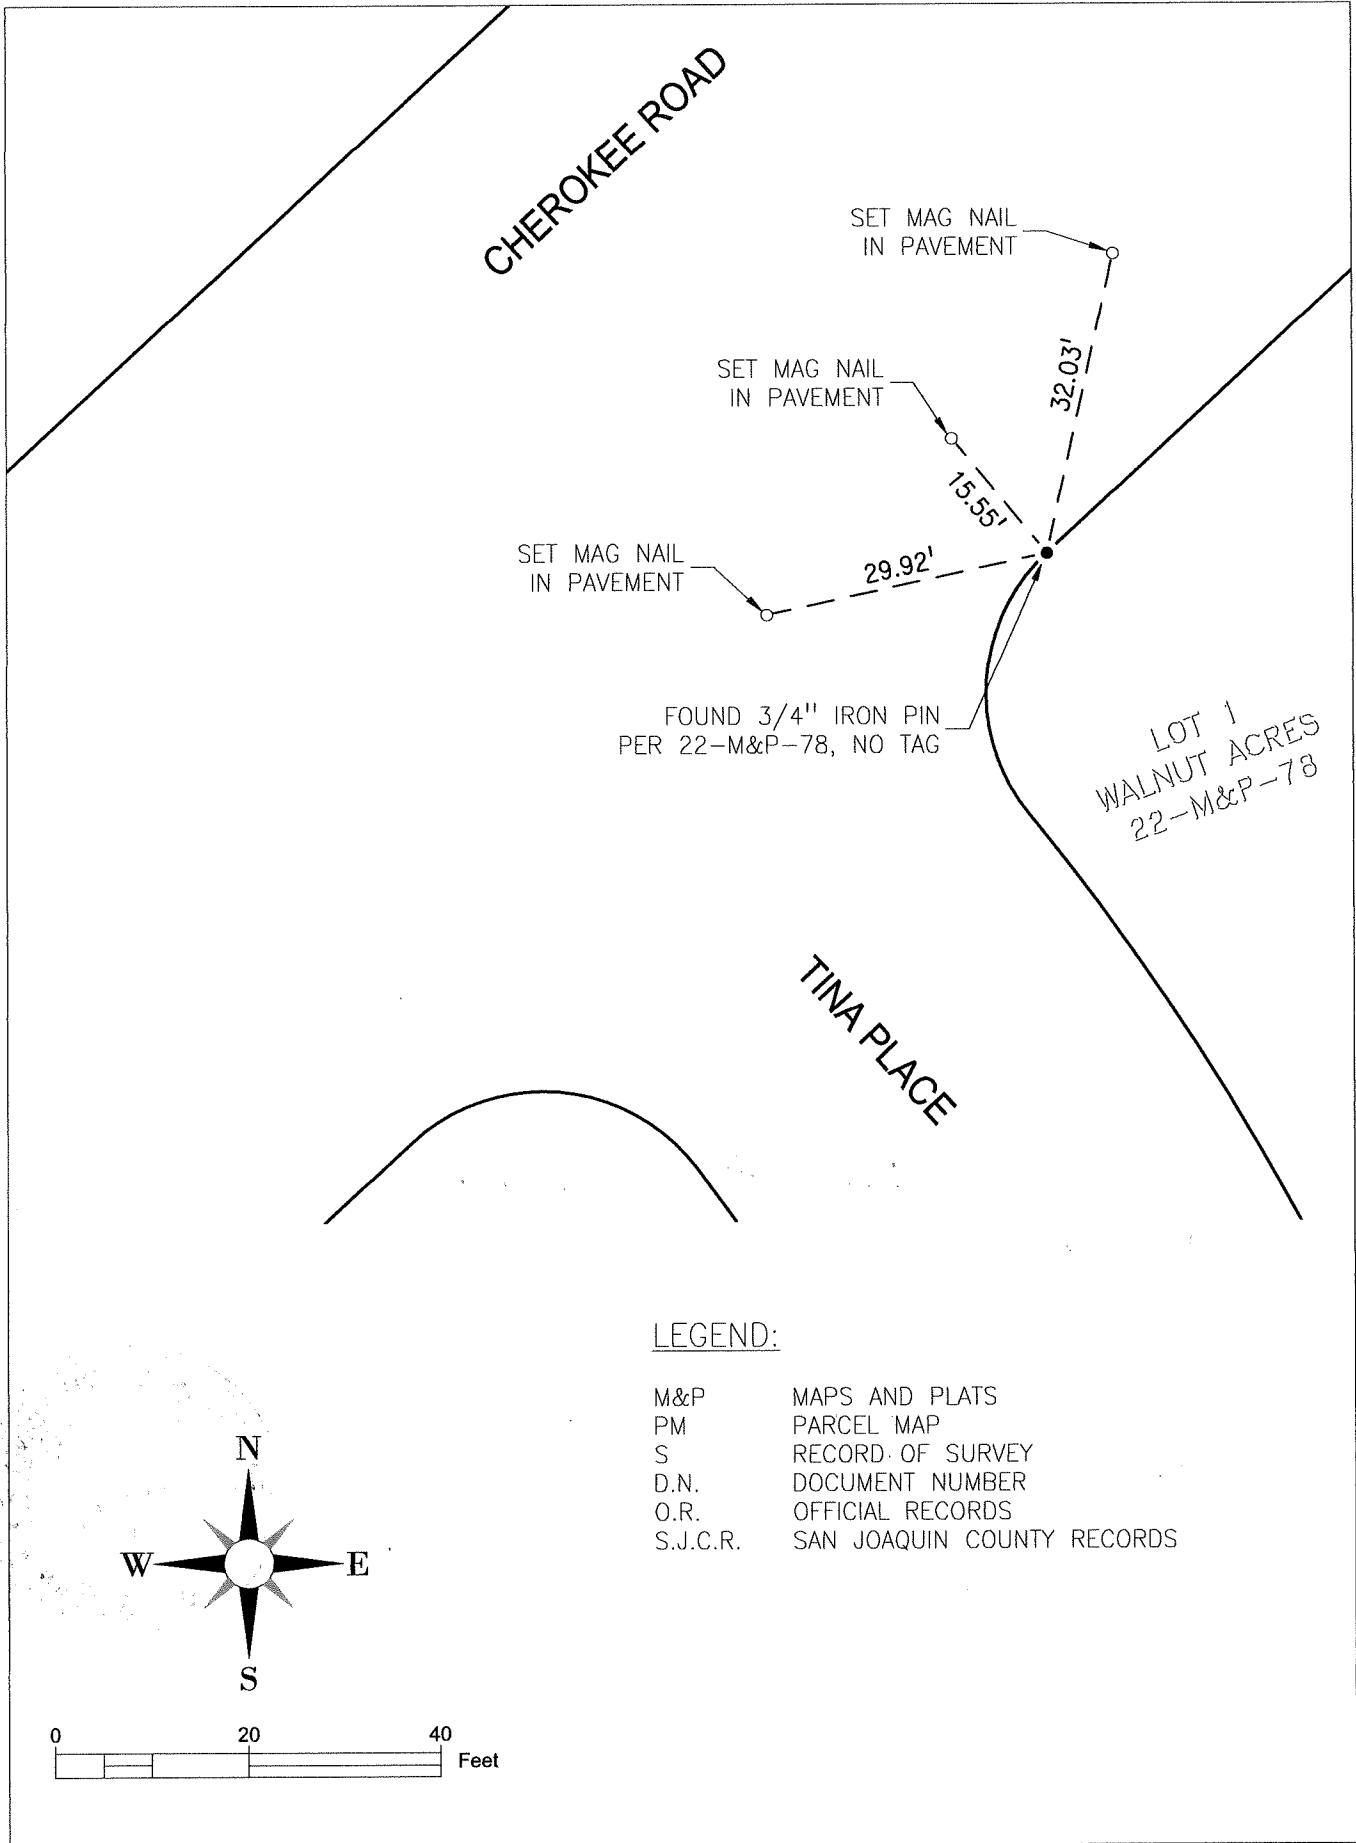 CHEROKEE ROAD
SET MAG NAIL
IN PAVEMENT
32.03'
SET MAG NAIL
IN PAVEMENT
15.55'
SET MAG NAIL
IN PAVEMENT
29.92'
FOUND 3/4" IRON PIN
PER 22-M&P-78, NO TAG
LOT 1
WALNUT ACRES
22-M&P-78
TINA PLACE
LEGEND:
M&P MAPS AND PLATS
PM PARCEL MAP
S RECORD OF SURVEY
D.N. DOCUMENT NUMBER
O.R. OFFICIAL RECORDS
S.J.C.R. SAN JOAQUIN COUNTY RECORDS
N
W E
S
0 20 40
Feet